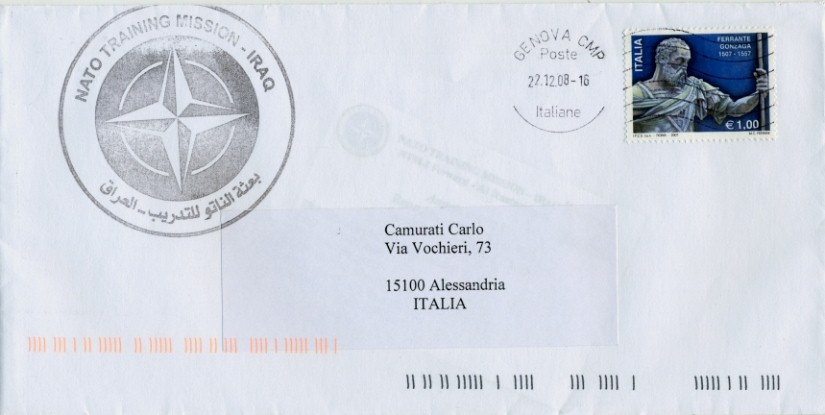 NATO TRAINING MISSION - IRAQ
بعثة الناتو للتدريب - العراق
GENOVA CMP
Poste
22.12.08-16
Italiane
ITALIA
FERRANTE
GONZAGA
1507 - 1557
€ 1,00
Camurati Carlo
Via Vochieri, 73
15100 Alessandria
ITALIA